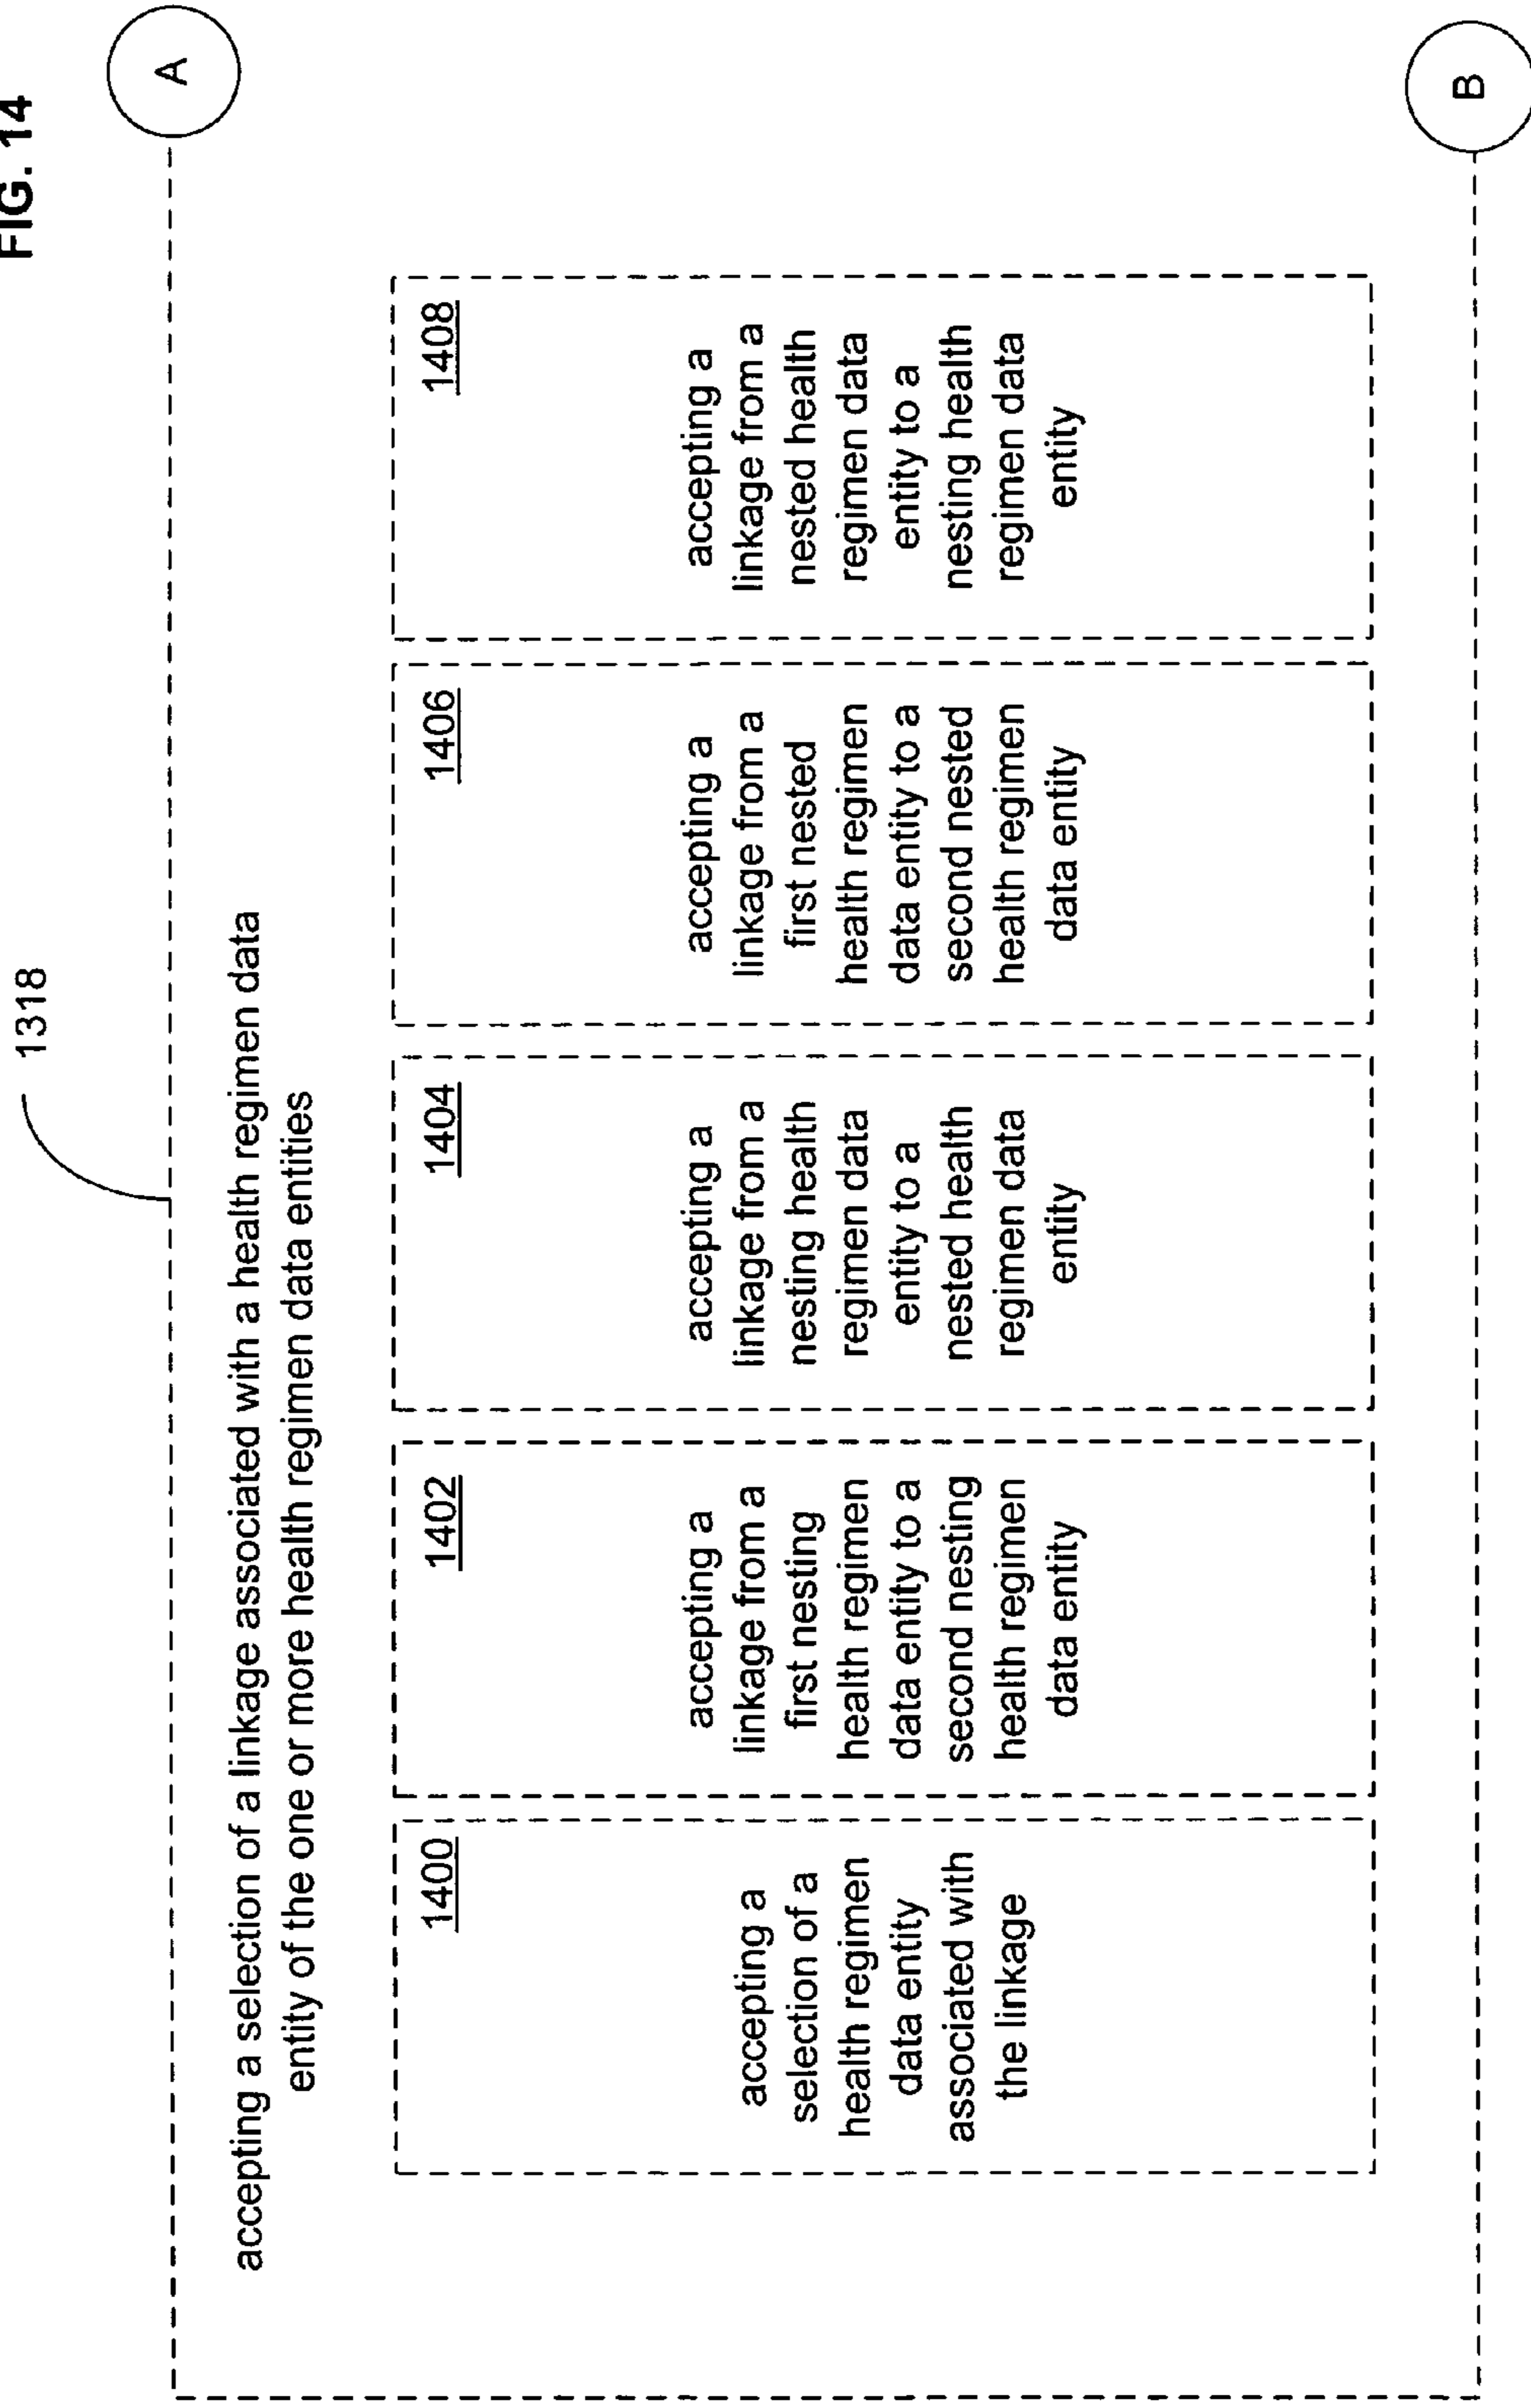 FIG. 14
1318
A
accepting a selection of a linkage associated with a health regimen data
entity of the one or more health regimen data entities
1400
accepting a
selection of a
health regimen
data entity
associated with
the linkage
1402
accepting a
linkage from a
first nesting
health regimen
data entity to a
second nesting
health regimen
data entity
1404
accepting a
linkage from a
nesting health
regimen data
entity to a
nested health
regimen data
entity
1406
accepting a
linkage from a
first nested
health regimen
data entity to a
second nested
health regimen
data entity
1408
accepting a
linkage from a
nested health
regimen data
entity to a
nesting health
regimen data
entity
B